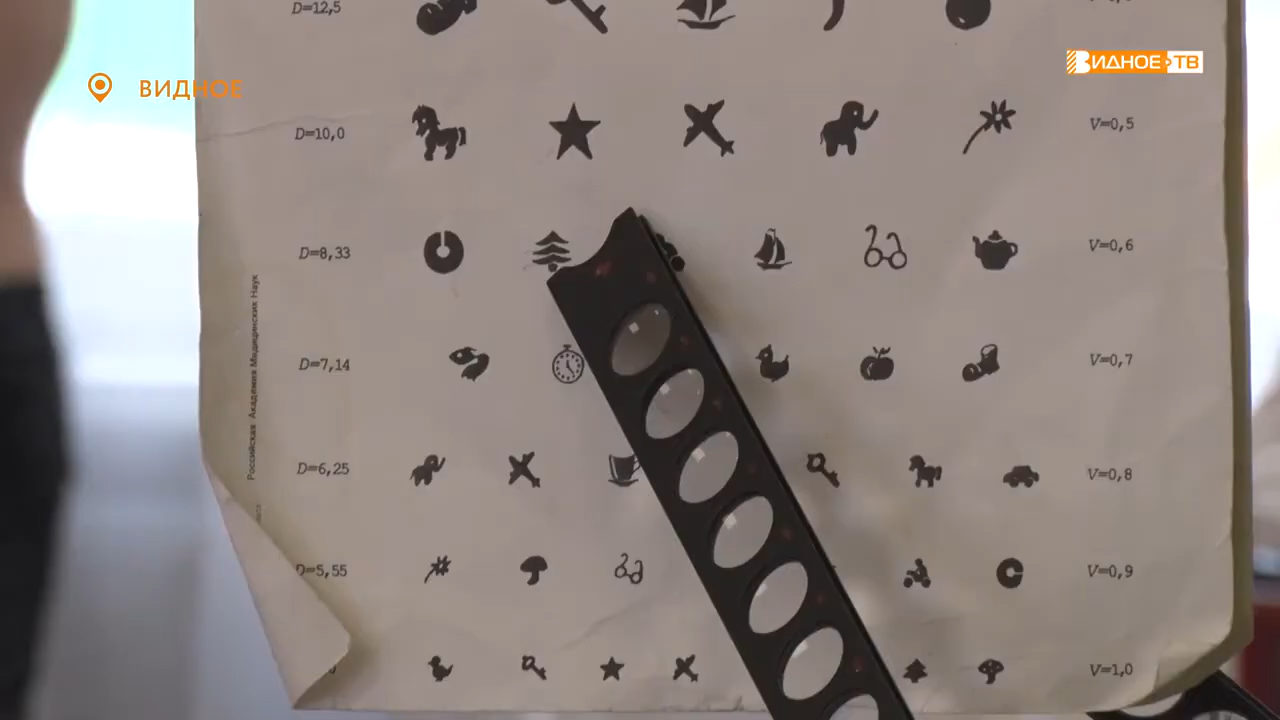 D=12,5
ВИДНОЕ
ВИДНОЕ ТВ
D=10,0 V=0,5
D=8,33 V=0,6
D=7,14 V=0,7
D=6,25 V=0,8
D=5,55 V=0,9
V=1,0
Российская Академия Медицинских Наук